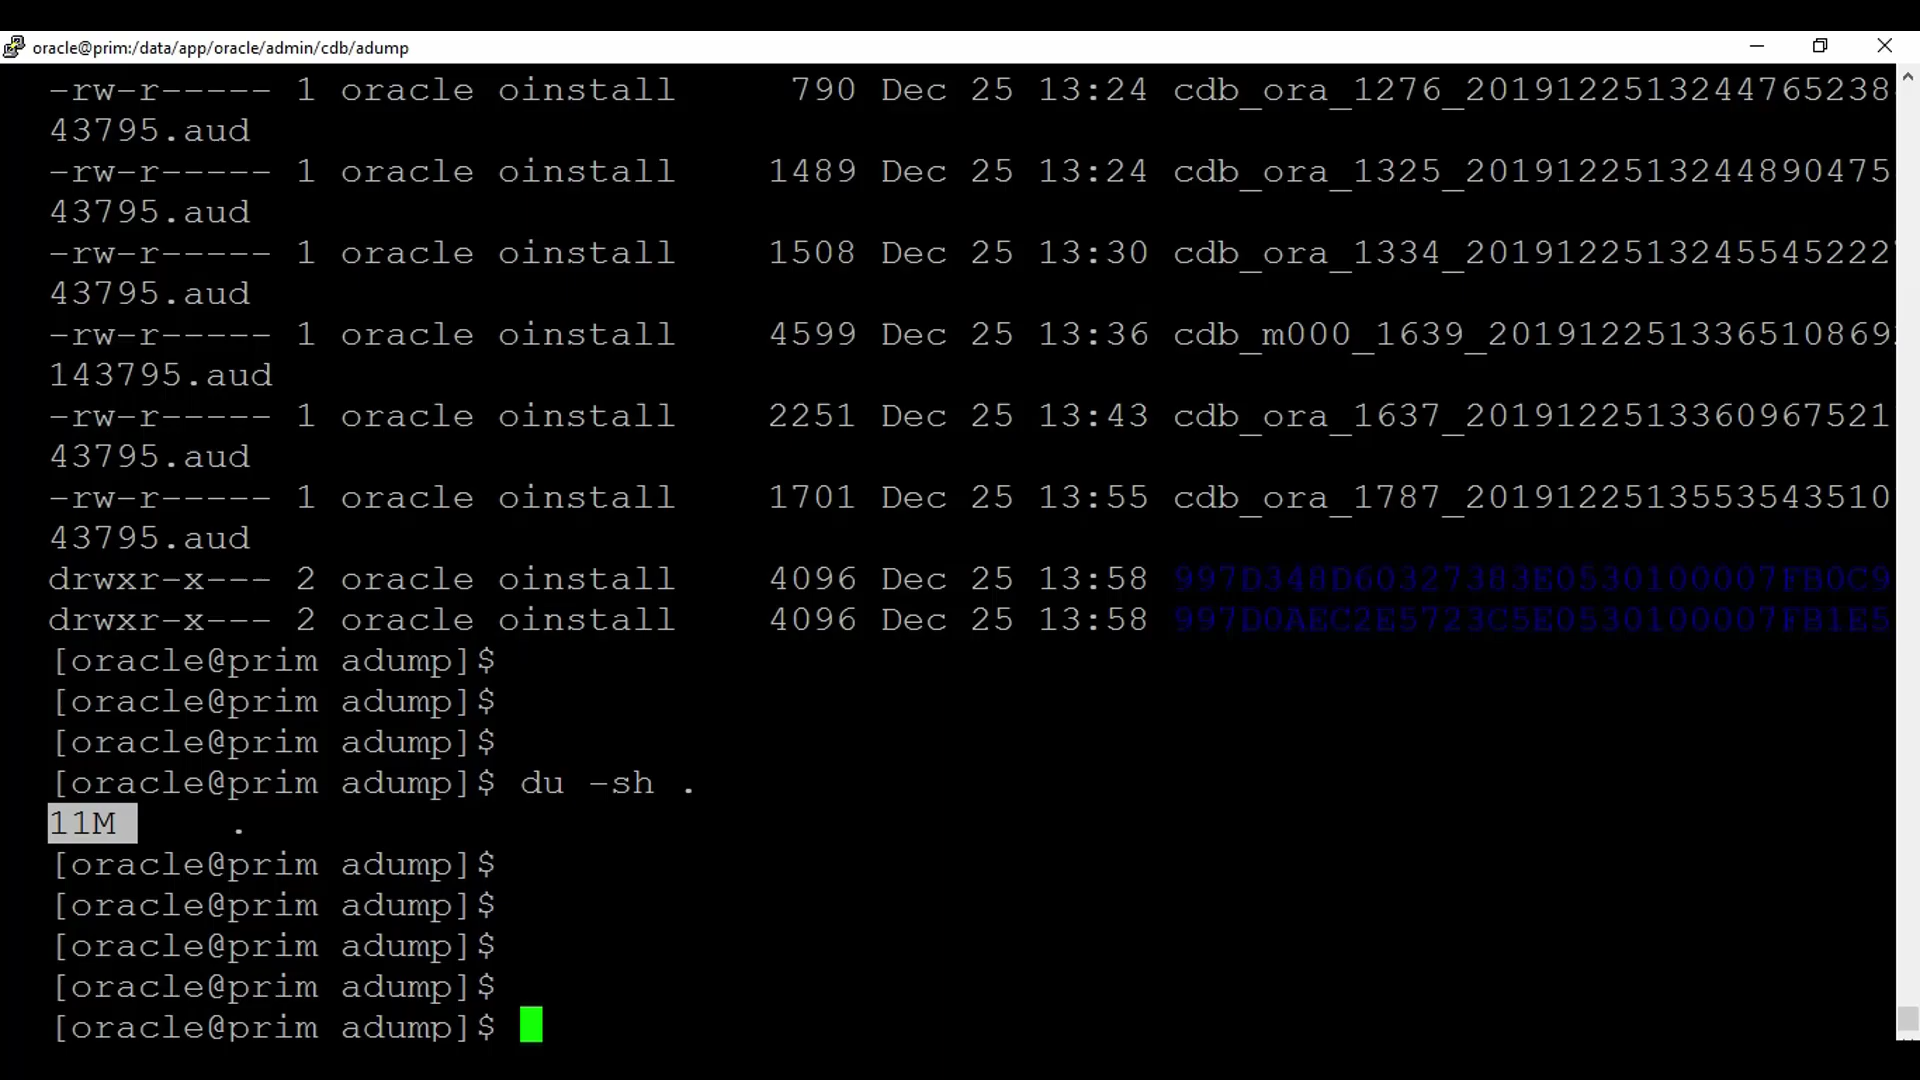 oracle@prim:/data/app/oracle/admin/cdb/adump
-rw-r----- 1 oracle oinstall 790 Dec 25 13:24 cdb_ora_1276_2019122513244765238
43795.aud
-rw-r----- 1 oracle oinstall 1489 Dec 25 13:24 cdb_ora_1325_2019122513244890475
43795.aud
-rw-r----- 1 oracle oinstall 1508 Dec 25 13:30 cdb_ora_1334_20191225132455452227
43795.aud
-rw-r----- 1 oracle oinstall 4599 Dec 25 13:36 cdb_m000_1639_201912251336510869
143795.aud
-rw-r----- 1 oracle oinstall 2251 Dec 25 13:43 cdb_ora_1637_2019122513360967521
43795.aud
-rw-r----- 1 oracle oinstall 1701 Dec 25 13:55 cdb_ora_1787_2019122513553543510
43795.aud
drwxr-x--- 2 oracle oinstall 4096 Dec 25 13:58 997D348D60327383E0530100007FB0C9
drwxr-x--- 2 oracle oinstall 4096 Dec 25 13:58 997D0AEC2E5723C5E0530100007FB1E5
[oracle@prim adump]$
[oracle@prim adump]$
[oracle@prim adump]$
[oracle@prim adump]$ du -sh .
11M .
[oracle@prim adump]$
[oracle@prim adump]$
[oracle@prim adump]$
[oracle@prim adump]$
[oracle@prim adump]$